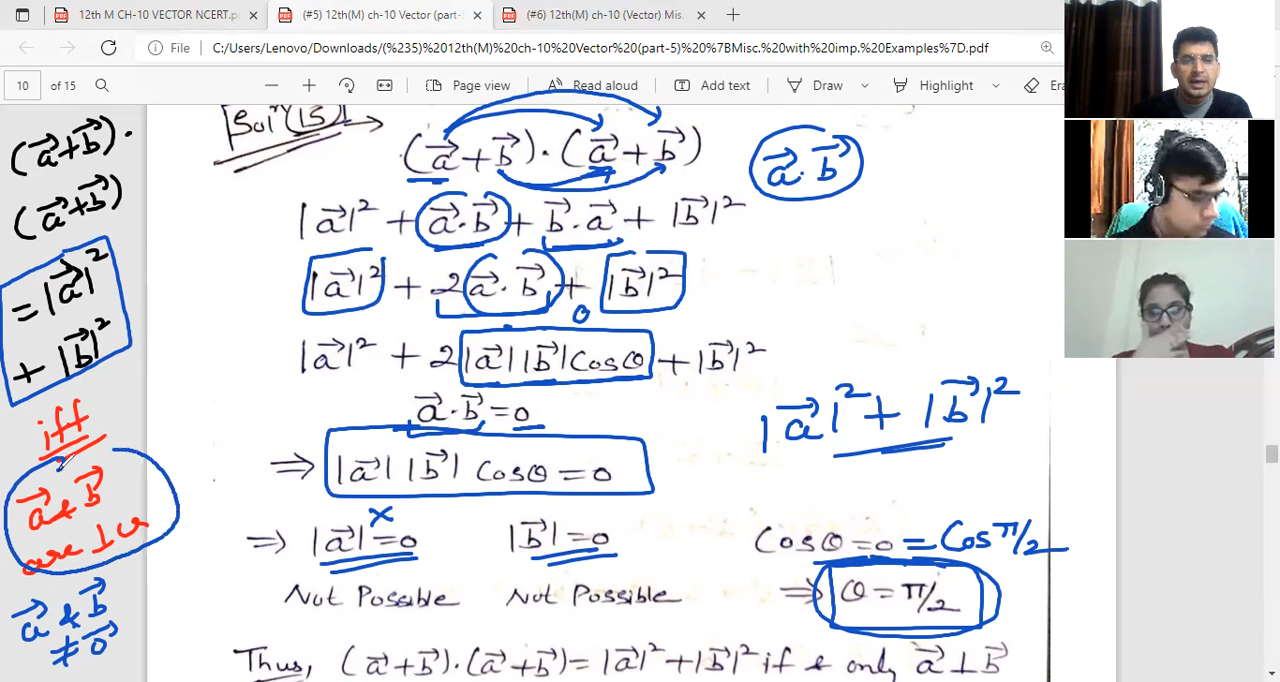 12th M CH-10 VECTOR NCERT.p
(#5) 12th(M) ch-10 Vector (part-
(#6) 12th(M) ch-10 (Vector) Mis.
File
C:/Users/Lenovo/Downloads/(%235)%2012th(M)%20ch-10%20Vector%20(part-5)%20%7BMisc.%20with%20imp.%20Examples%7D.pdf
10 of 15
Page view
Read aloud
Add text
Draw
Highlight
Era
Solⁿ (15)
(a⃗+b⃗)·(a⃗+b⃗)
a⃗·b⃗
|a⃗|² + a⃗·b⃗ + b⃗·a⃗ + |b⃗|²
|a⃗|² + 2a⃗·b⃗ + |b⃗|²
0
|a⃗|² + 2|a⃗||b⃗|Cosθ + |b⃗|²
a⃗·b⃗ = 0
|a⃗|² + |b⃗|²
⇒ |a⃗| |b⃗| Cosθ = 0
x
⇒ |a⃗| = 0 |b⃗| = 0 Cosθ = 0 = Cos π/2
Not Possible Not Possible ⇒ θ = π/2
Thus, (a⃗+b⃗)·(a⃗+b⃗) = |a⃗|²+|b⃗|² if & only a⃗ ⊥ b⃗
(a⃗+b⃗)·
(a⃗+b⃗)
= |a⃗|²
+ |b⃗|²
iff
a⃗ & b⃗
are ⊥ur
a⃗ & b⃗
≠ 0⃗